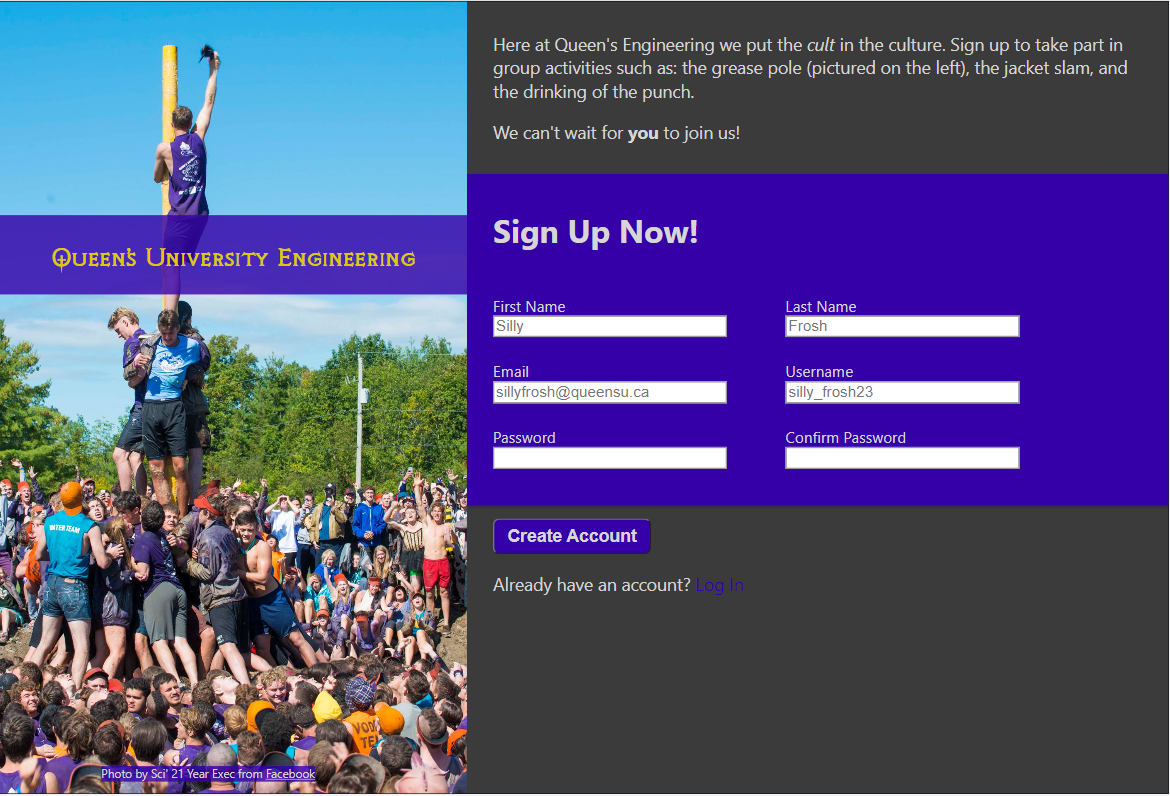 Queen's University Engineering
WATER TEAM
VODK
TE
Photo by Sci' 21 Year Exec from Facebook
Here at Queen's Engineering we put the cult in the culture. Sign up to take part in
group activities such as: the grease pole (pictured on the left), the jacket slam, and
the drinking of the punch.
We can't wait for you to join us!
Sign Up Now!
First Name
Last Name
Silly
Frosh
Email
Username
sillyfrosh@queensu.ca
silly_frosh23
Password
Confirm Password
Create Account
Already have an account? Log In